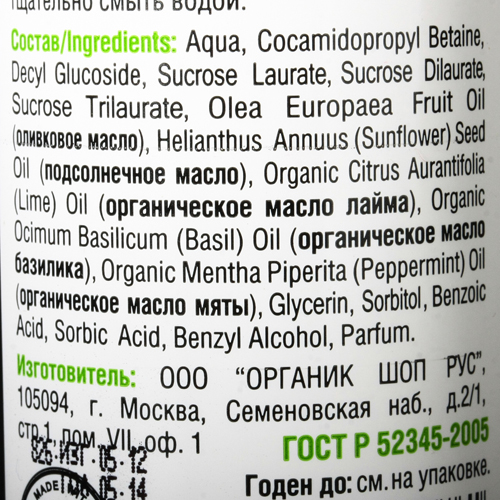 тщательно смыть водой.
Состав/Ingredients: Aqua, Cocamidopropyl Betaine,
Decyl Glucoside, Sucrose Laurate, Sucrose Dilaurate,
Sucrose Trilaurate, Olea Europaea Fruit Oil
(оливковое масло), Helianthus Annuus (Sunflower) Seed
Oil (подсолнечное масло), Organic Citrus Aurantifolia
(Lime) Oil (органическое масло лайма), Organic
Ocimum Basilicum (Basil) Oil (органическое масло
базилика), Organic Mentha Piperita (Peppermint) Oil
(органическое масло мяты), Glycerin, Sorbitol, Benzoic
Acid, Sorbic Acid, Benzyl Alcohol, Parfum.
Изготовитель: ООО "ОРГАНИК ШОП РУС",
105094, г. Москва, Семеновская наб., д.2/1,
стр.1, пом. VII, оф. 1
ГОСТ Р 52345-2005
Годен до: см. на упаковке.
MADE